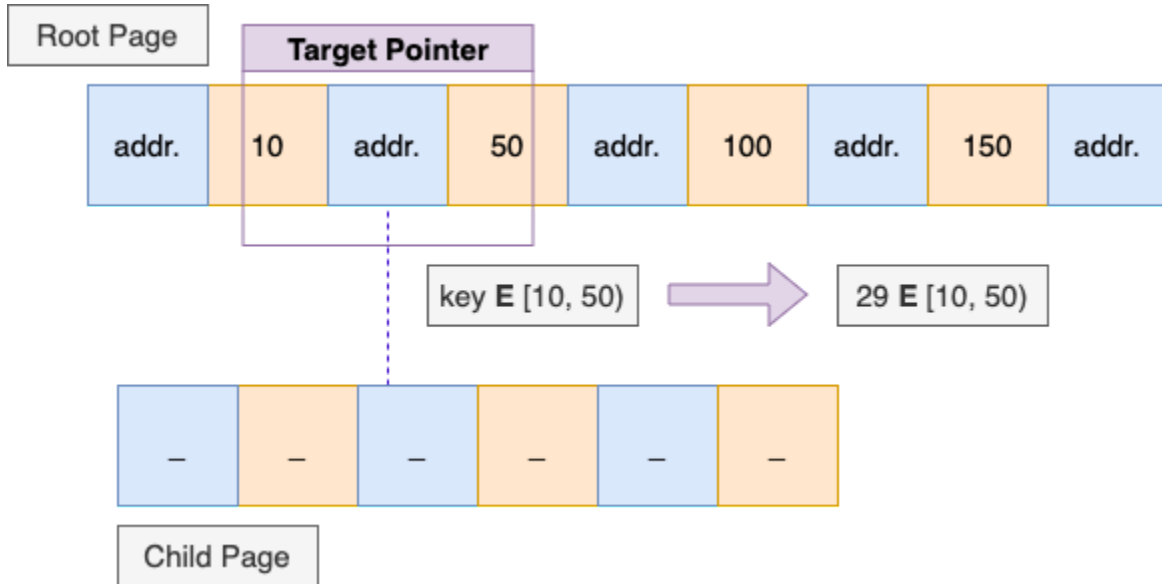 Root Page
Target Pointer
addr. 10 addr. 50 addr. 100 addr. 150 addr.
key E [10, 50) 29 E [10, 50)
– – – – – –
Child Page